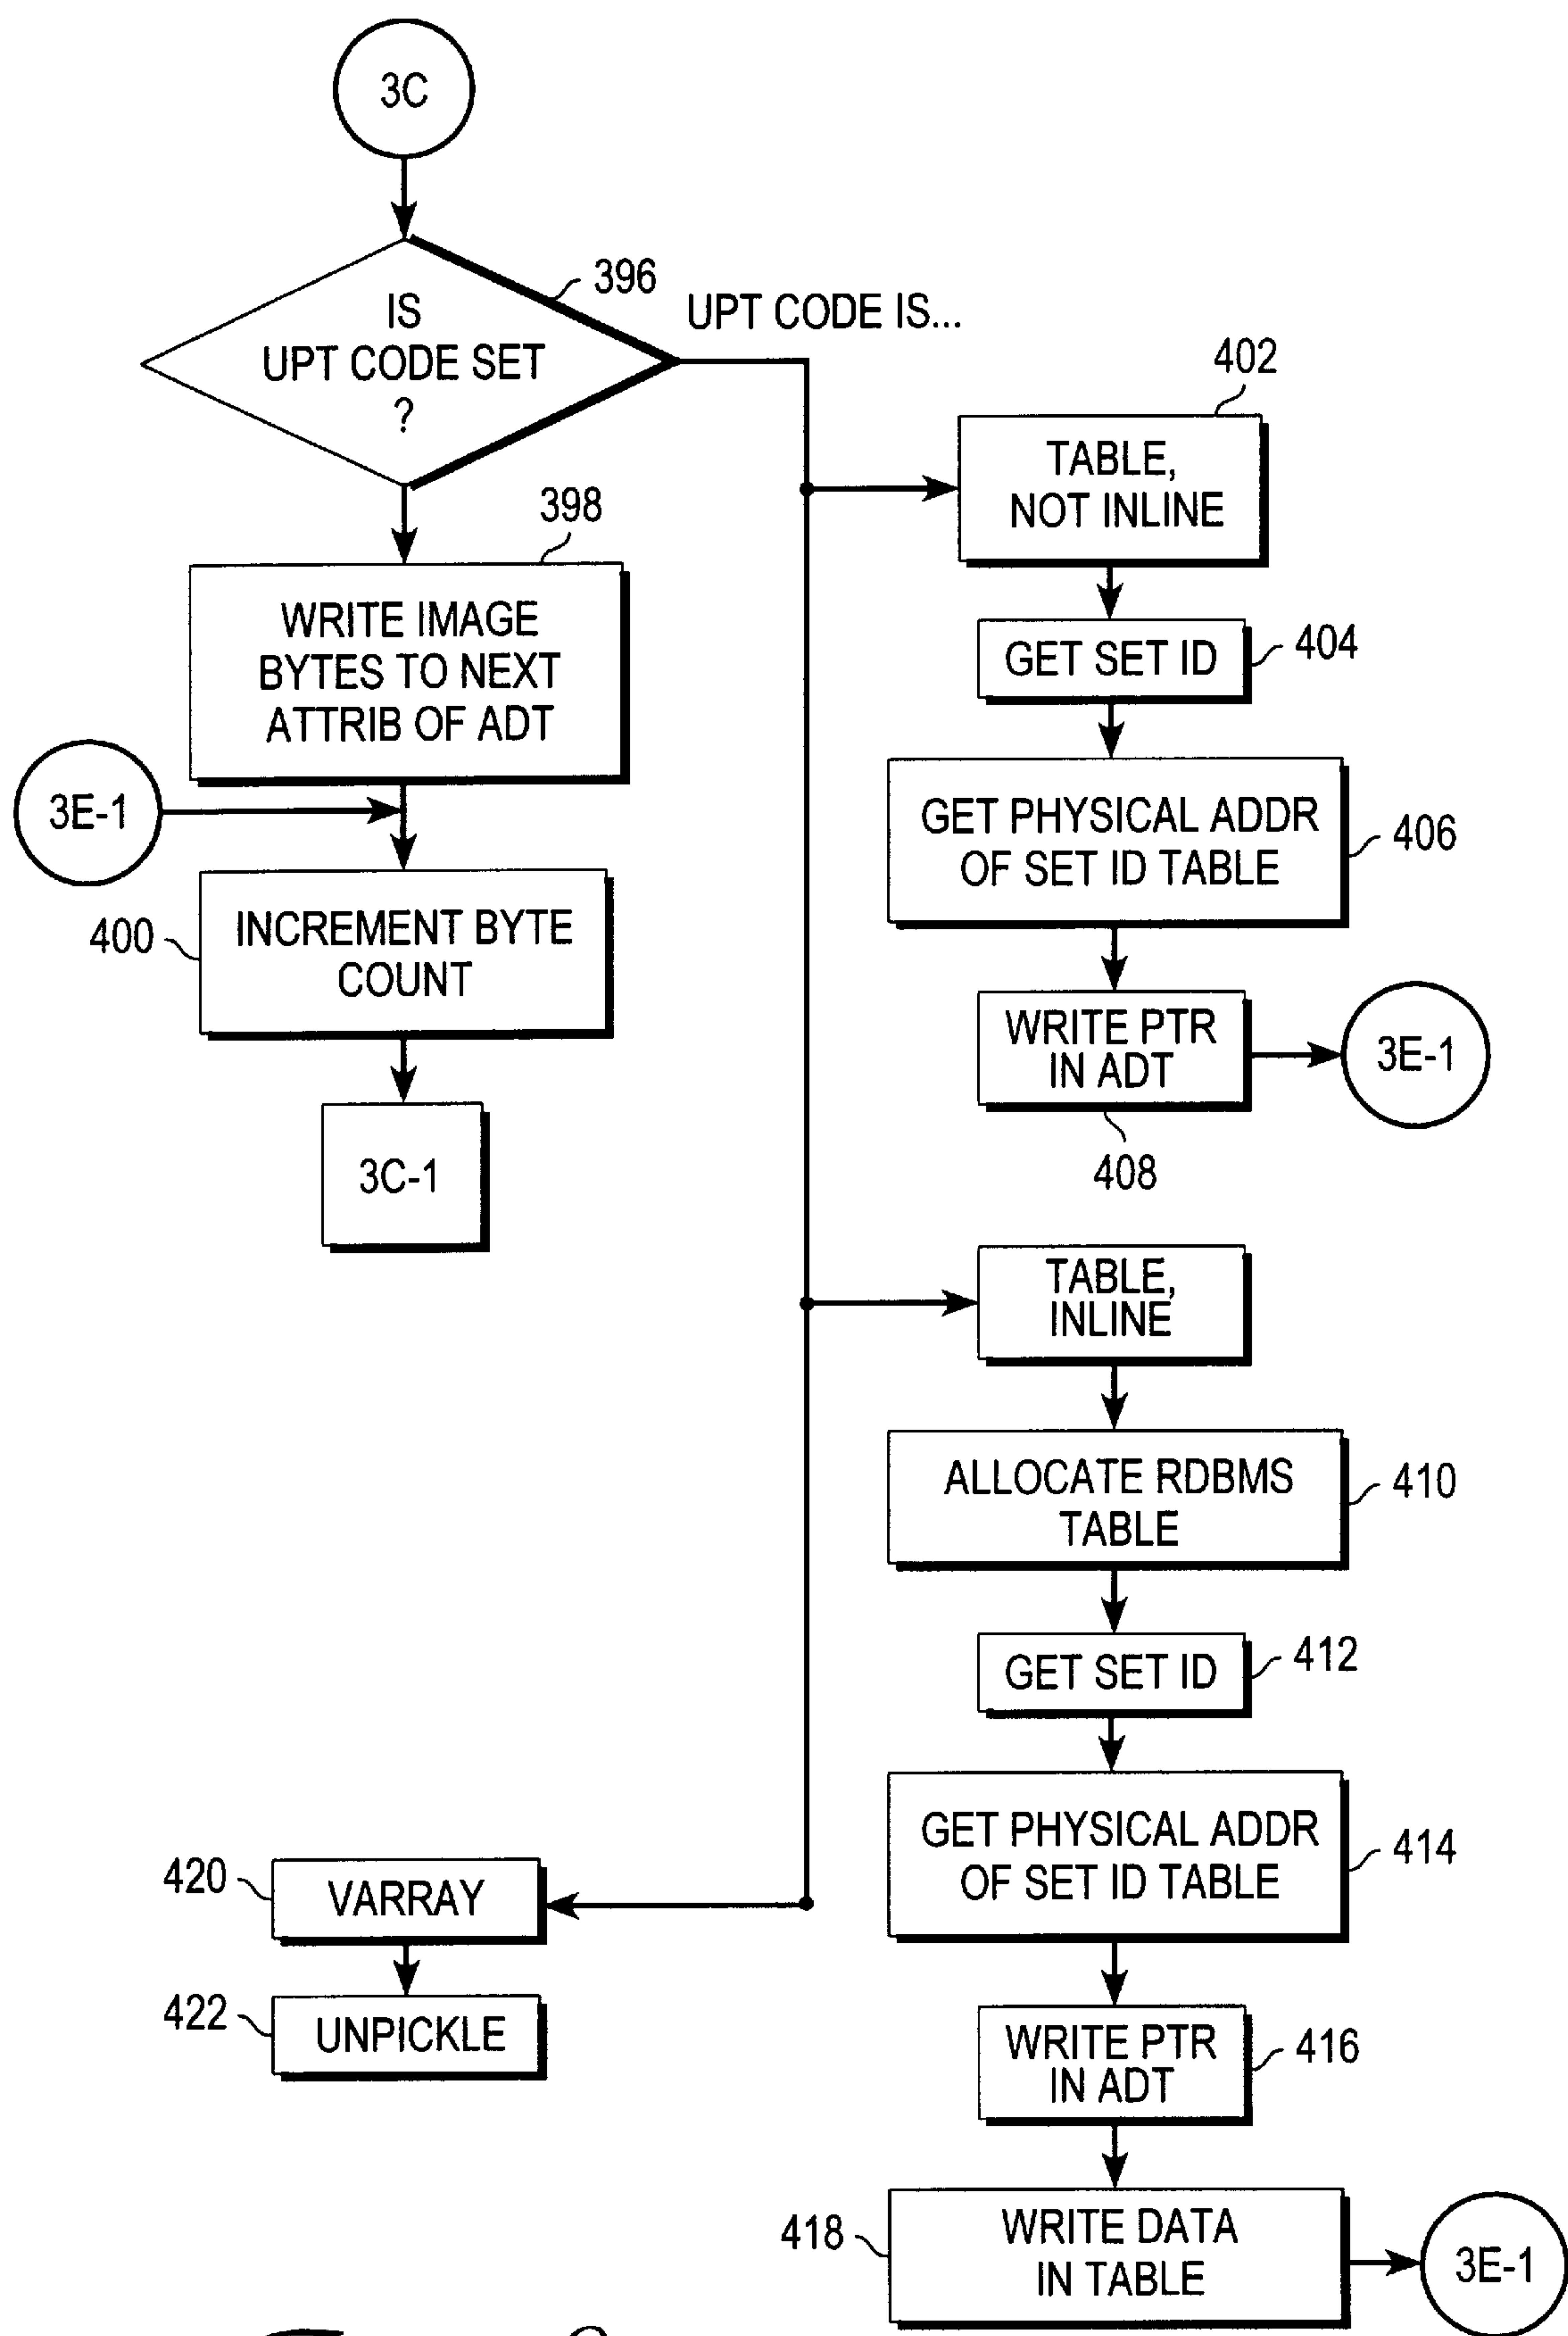 3C
396
UPT CODE IS...
IS
UPT CODE SET
?
398
WRITE IMAGE
BYTES TO NEXT
ATTRIB OF ADT
3E-1
400
INCREMENT BYTE
COUNT
3C-1
402
TABLE,
NOT INLINE
GET SET ID
404
GET PHYSICAL ADDR
OF SET ID TABLE
406
WRITE PTR
IN ADT
3E-1
408
TABLE,
INLINE
ALLOCATE RDBMS
TABLE
410
GET SET ID
412
GET PHYSICAL ADDR
OF SET ID TABLE
414
WRITE PTR
IN ADT
416
418
WRITE DATA
IN TABLE
3E-1
420
VARRAY
422
UNPICKLE